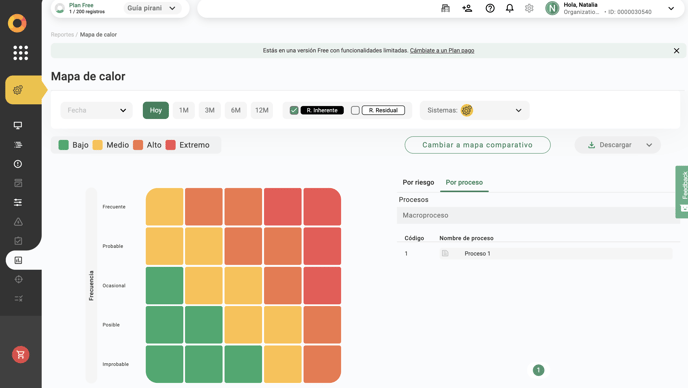 Plan Free
1 / 200 registros
Guía pirani
N
Hola, Natalia
Organizatio... • ID: 0000030540
Reportes / Mapa de calor
Estás en una versión Free con funcionalidades limitadas. Cámbiate a un Plan pago
Mapa de calor
Fecha
Hoy
1M
3M
6M
12M
R. Inherente
R. Residual
Sistemas:
Bajo
Medio
Alto
Extremo
Cambiar a mapa comparativo
Descargar
Feedback
Por riesgo
Por proceso
Procesos
Macroproceso
Código
Nombre de proceso
1
Proceso 1
Frecuencia
Frecuente
Probable
Ocasional
Posible
Improbable
1